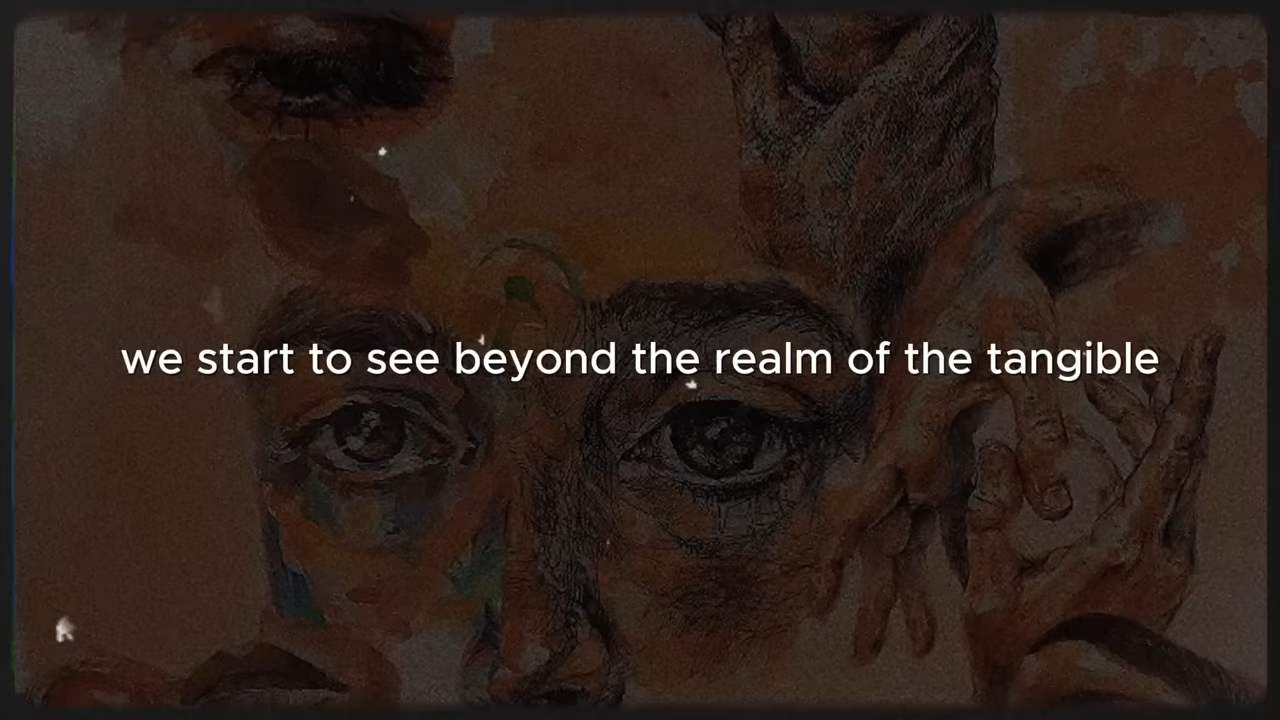 we start to see beyond the realm of the tangible